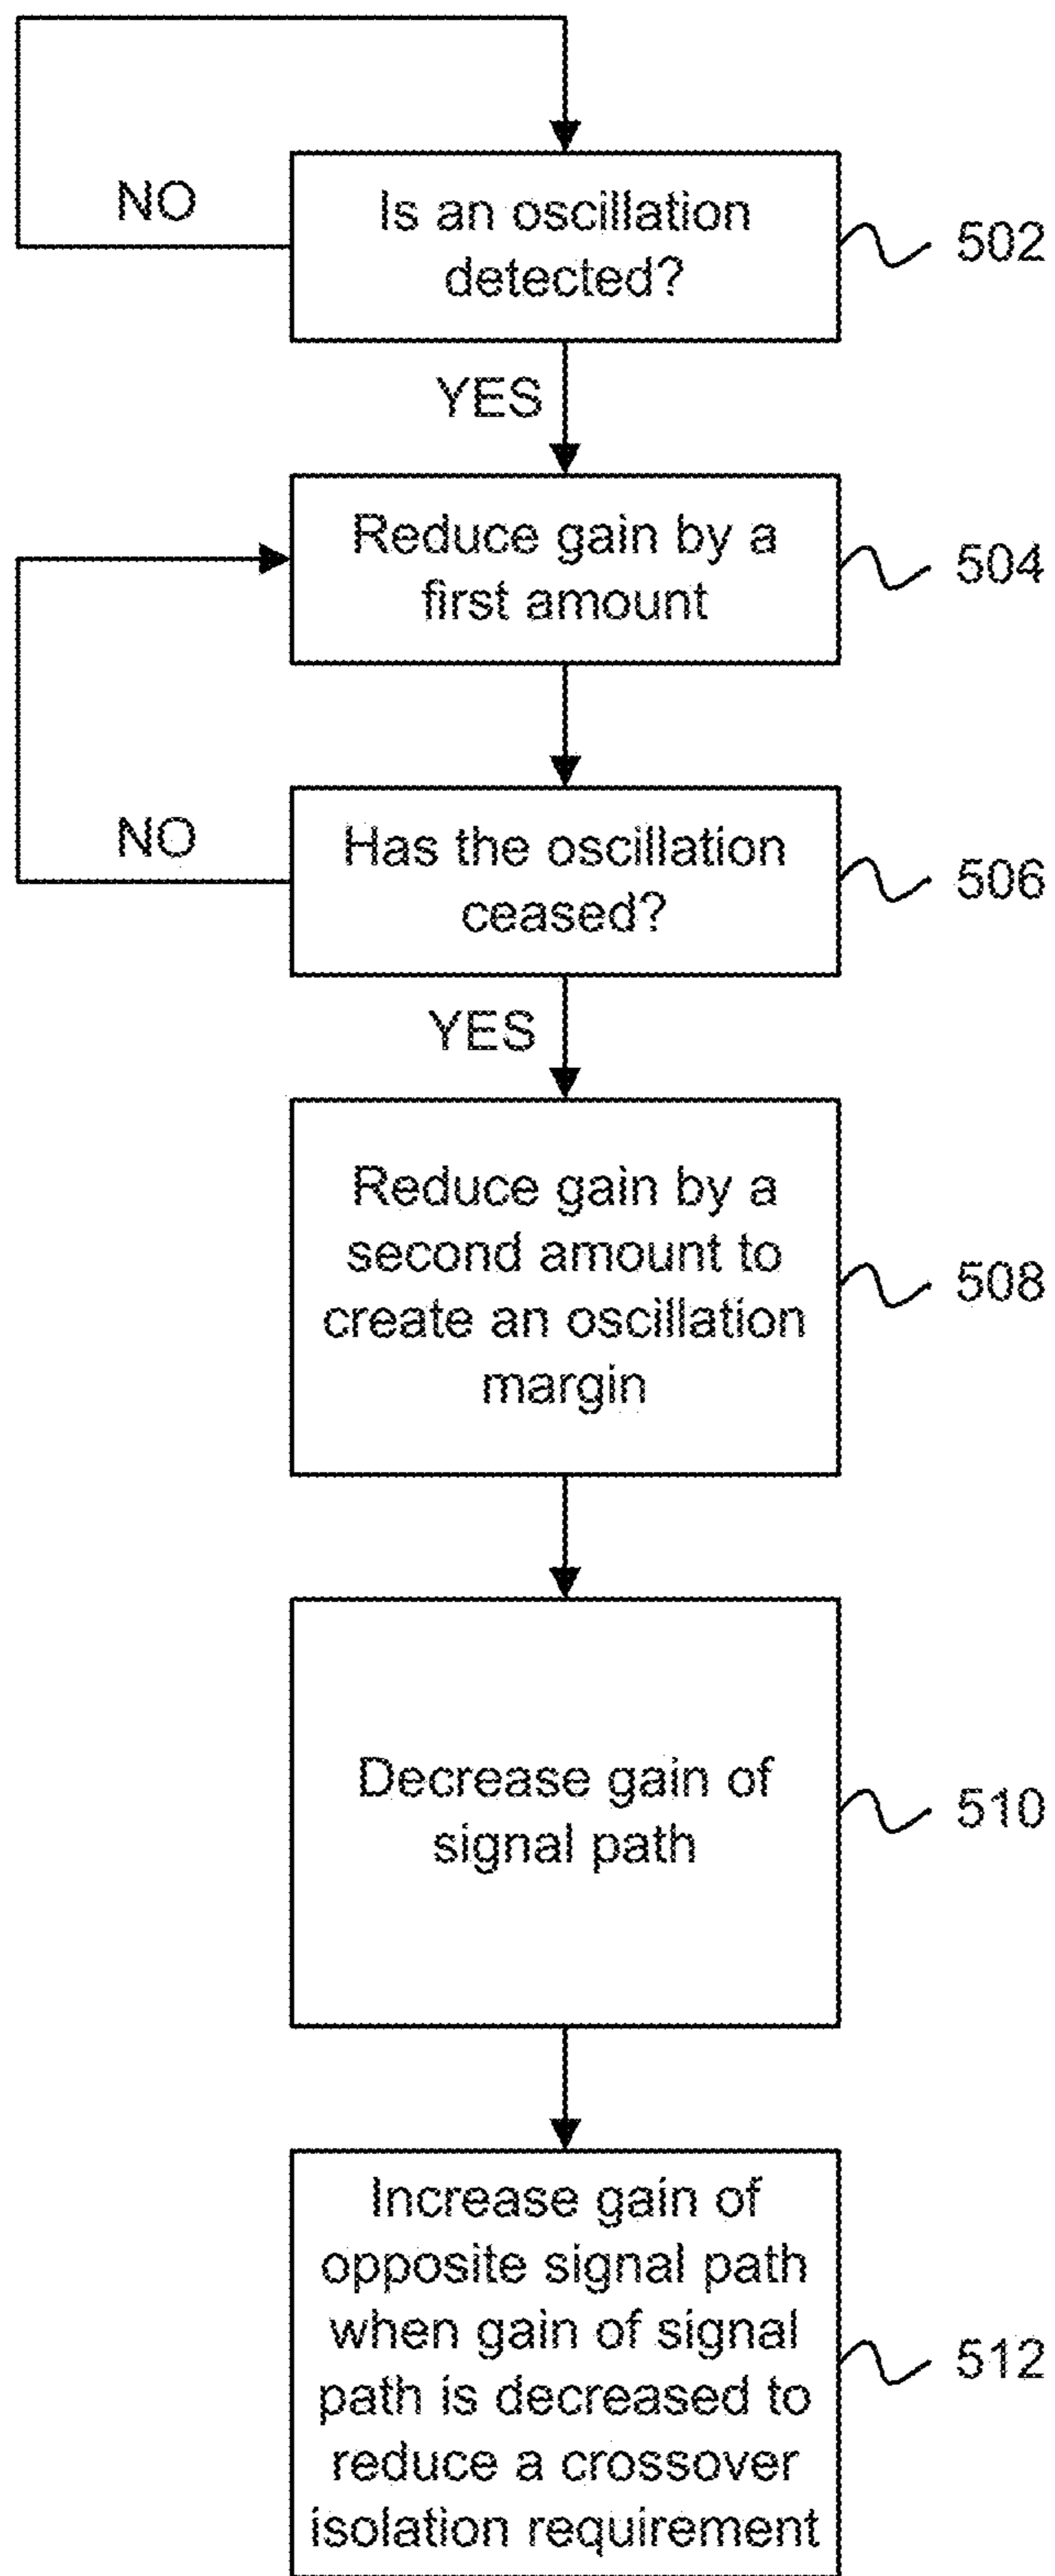 NO
Is an oscillation
detected?
502
YES
Reduce gain by a
first amount
504
NO
Has the oscillation
ceased?
506
YES
Reduce gain by a
second amount to
create an oscillation
margin
508
Decrease gain of
signal path
510
Increase gain of
opposite signal path
when gain of signal
path is decreased to
reduce a crossover
isolation requirement
512